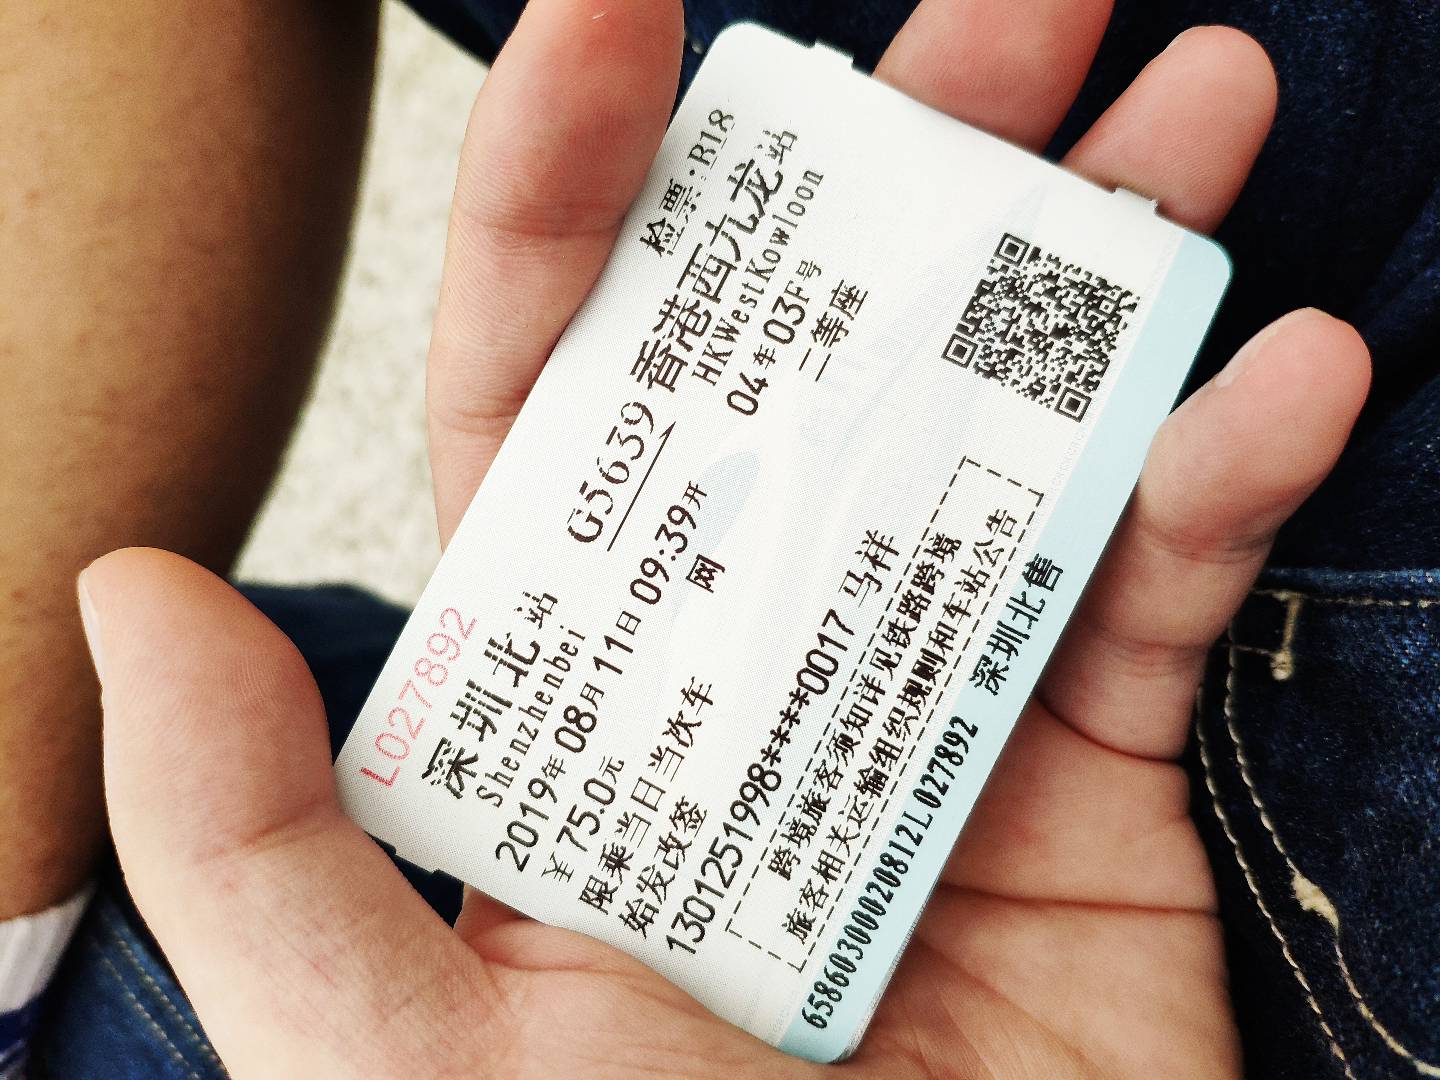 L027892
检票:B18
深圳北站
G5639
香港西九龙站
Shenzhenbei
HKWestKowloon
2019年08月11日09:39开
04车03F号
¥75.0元
网
二等座
限乘当日当次车
始发改签
1301251998****0017 马祥
跨境旅客须知详见铁路跨境
旅客相关运输组织规则和车站公告
65860300020812L027892 深圳北售